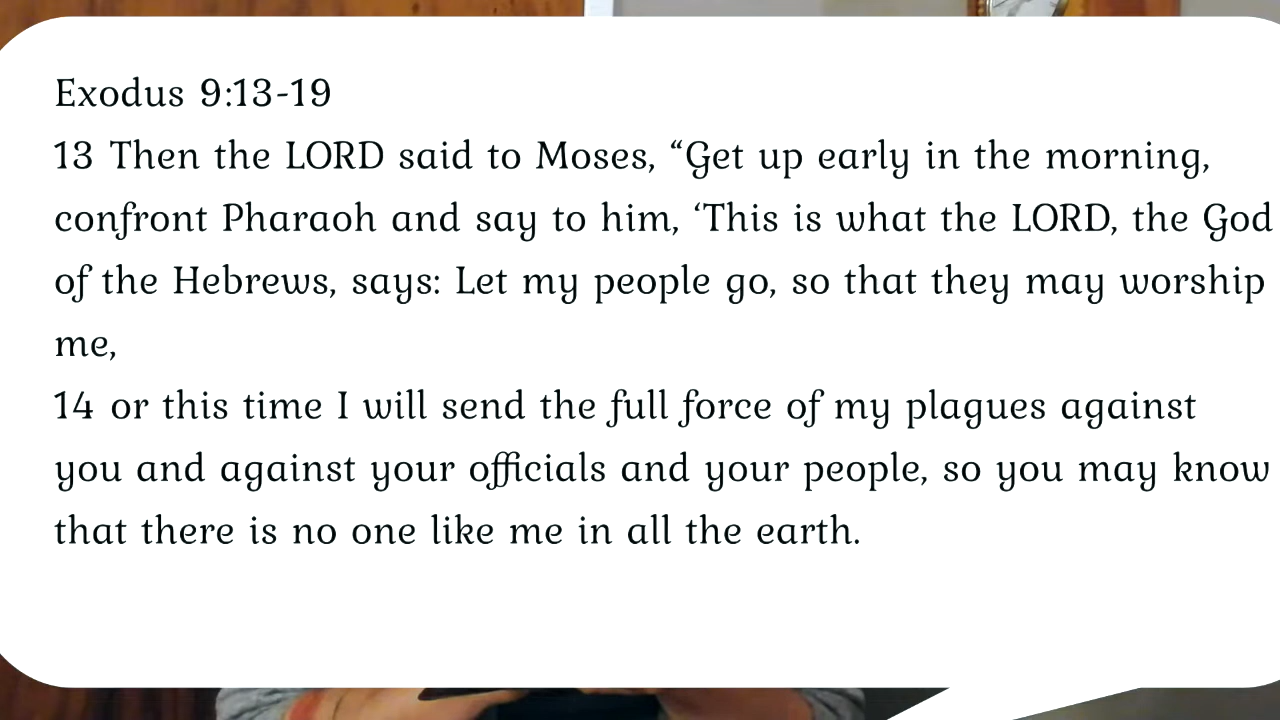 Exodus 9:13-19
13 Then the LORD said to Moses, “Get up early in the morning,
confront Pharaoh and say to him, ‘This is what the LORD, the God
of the Hebrews, says: Let my people go, so that they may worship
me,
14 or this time I will send the full force of my plagues against
you and against your officials and your people, so you may know
that there is no one like me in all the earth.